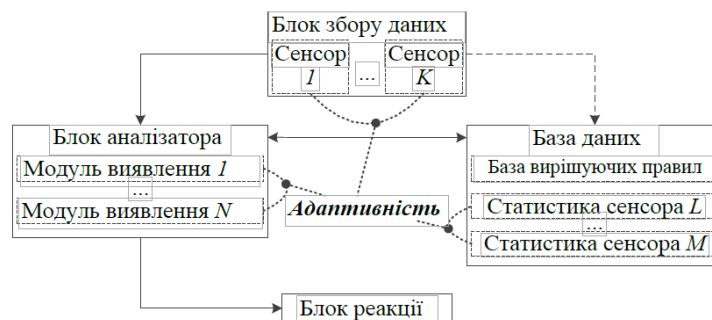 Блок збору даних
Сенсор 1 ... Сенсор K
Блок аналізатора
Модуль виявлення 1
...
Модуль виявлення N
Адаптивність
База даних
База вирішуючих правил
Статистика сенсора L
...
Статистика сенсора M
Блок реакції